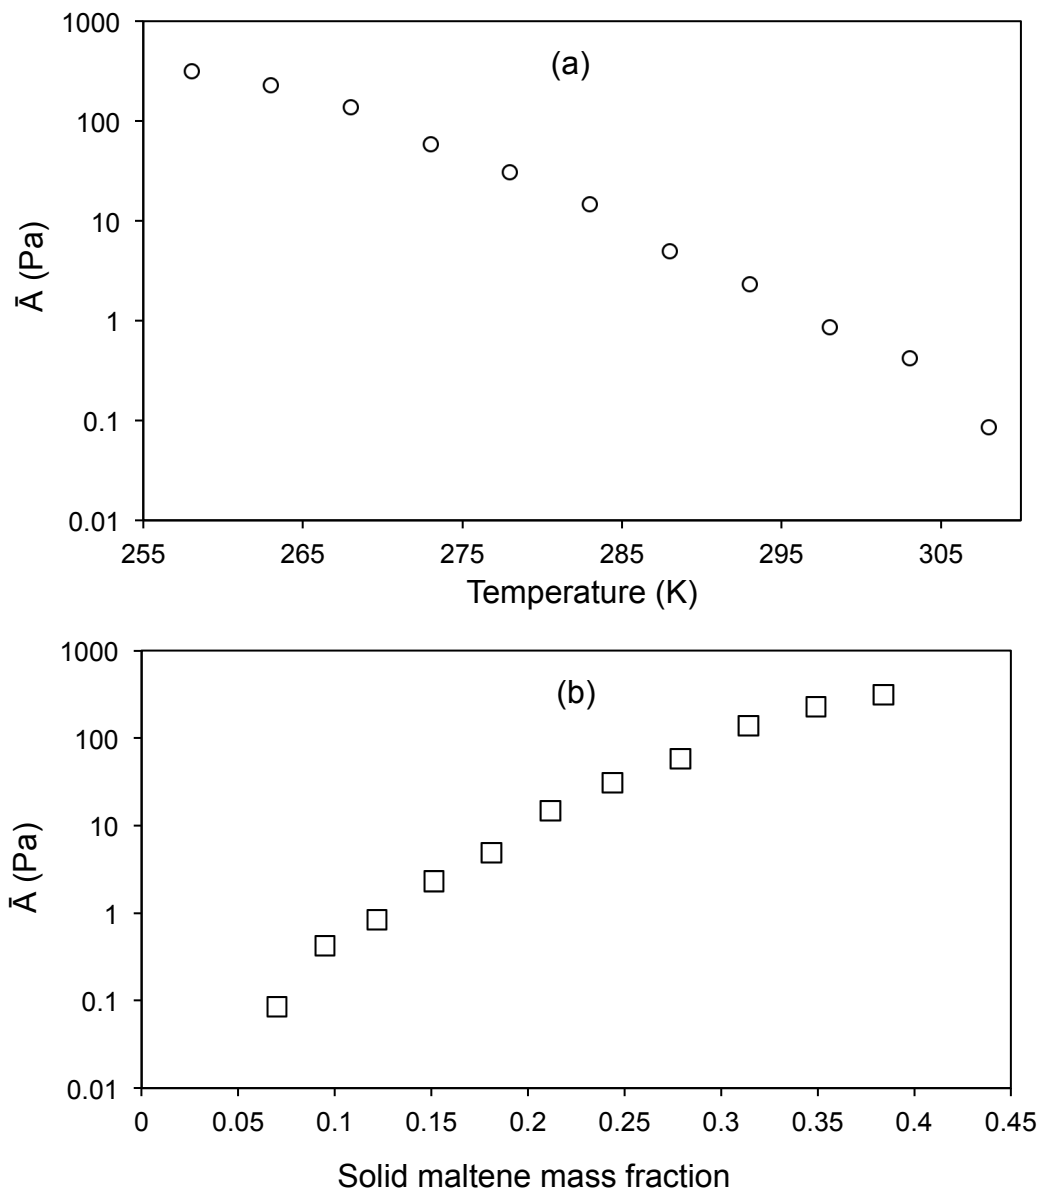 1000
(a)
100
10
1
0.1
0.01
Ā (Pa)
255 265 275 285 295 305
Temperature (K)
1000
(b)
100
10
1
0.1
0.01
Ā (Pa)
0 0.05 0.1 0.15 0.2 0.25 0.3 0.35 0.4 0.45
Solid maltene mass fraction